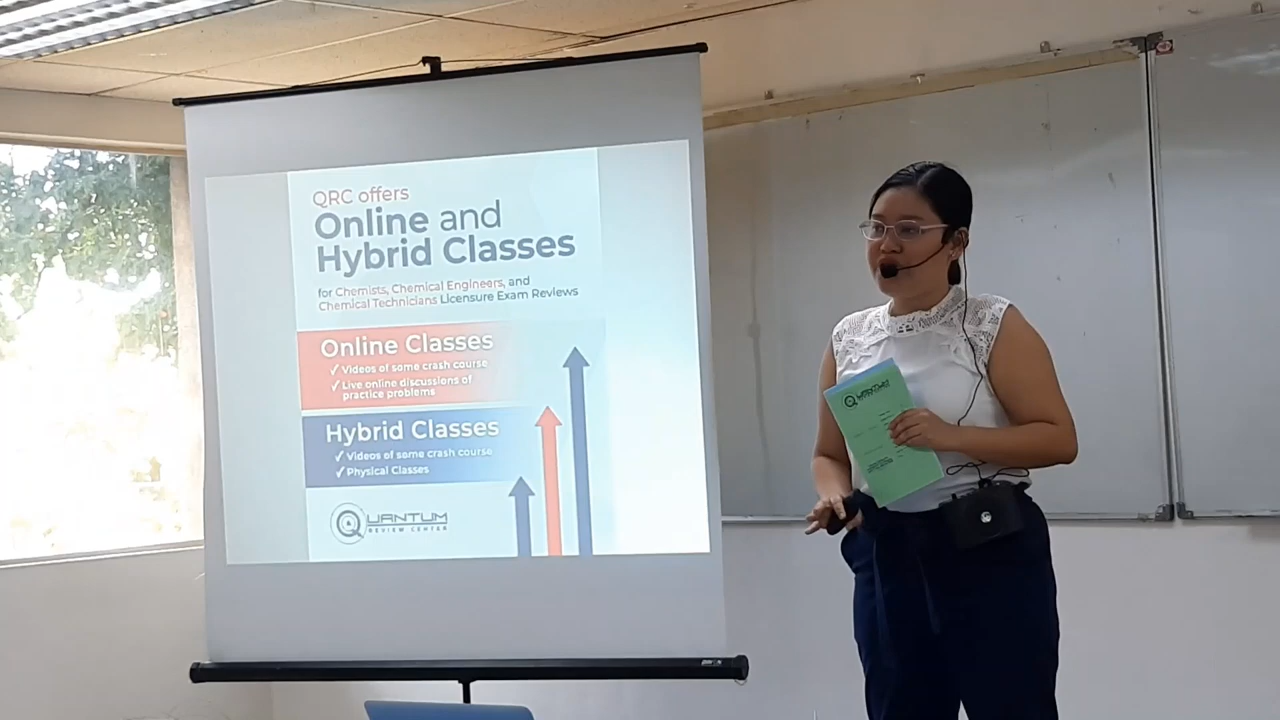 QRC offers
Online and
Hybrid Classes
for Chemists, Chemical Engineers, and
Chemical Technicians Licensure Exam Reviews
Online Classes
✓ Videos of some crash course
✓ Live online discussions of
practice problems
Hybrid Classes
✓ Videos of some crash course
✓ Physical Classes
QUANTUM
REVIEW CENTER
QUANTUM